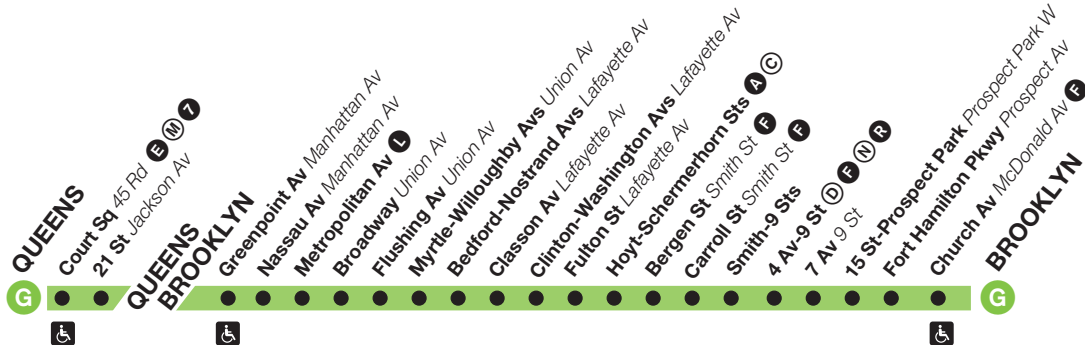 QUEENS
G
Court Sq 45 Rd E M 7
21 St Jackson Av
QUEENS
BROOKLYN
Greenpoint Av Manhattan Av
Nassau Av Manhattan Av
Metropolitan Av L
Broadway Union Av
Flushing Av Union Av
Myrtle-Willoughby Avs Union Av
Bedford-Nostrand Avs Lafayette Av
Classon Av Lafayette Av
Clinton-Washington Avs Lafayette Av
Fulton St Lafayette Av
Hoyt-Schermerhorn Sts A C
Bergen St Smith St F
Carroll St Smith St F
Smith-9 Sts
4 Av-9 St D F N R
7 Av 9 St
15 St-Prospect Park Prospect Park W
Fort Hamilton Pkwy Prospect Av
Church Av McDonald Av F
BROOKLYN
G